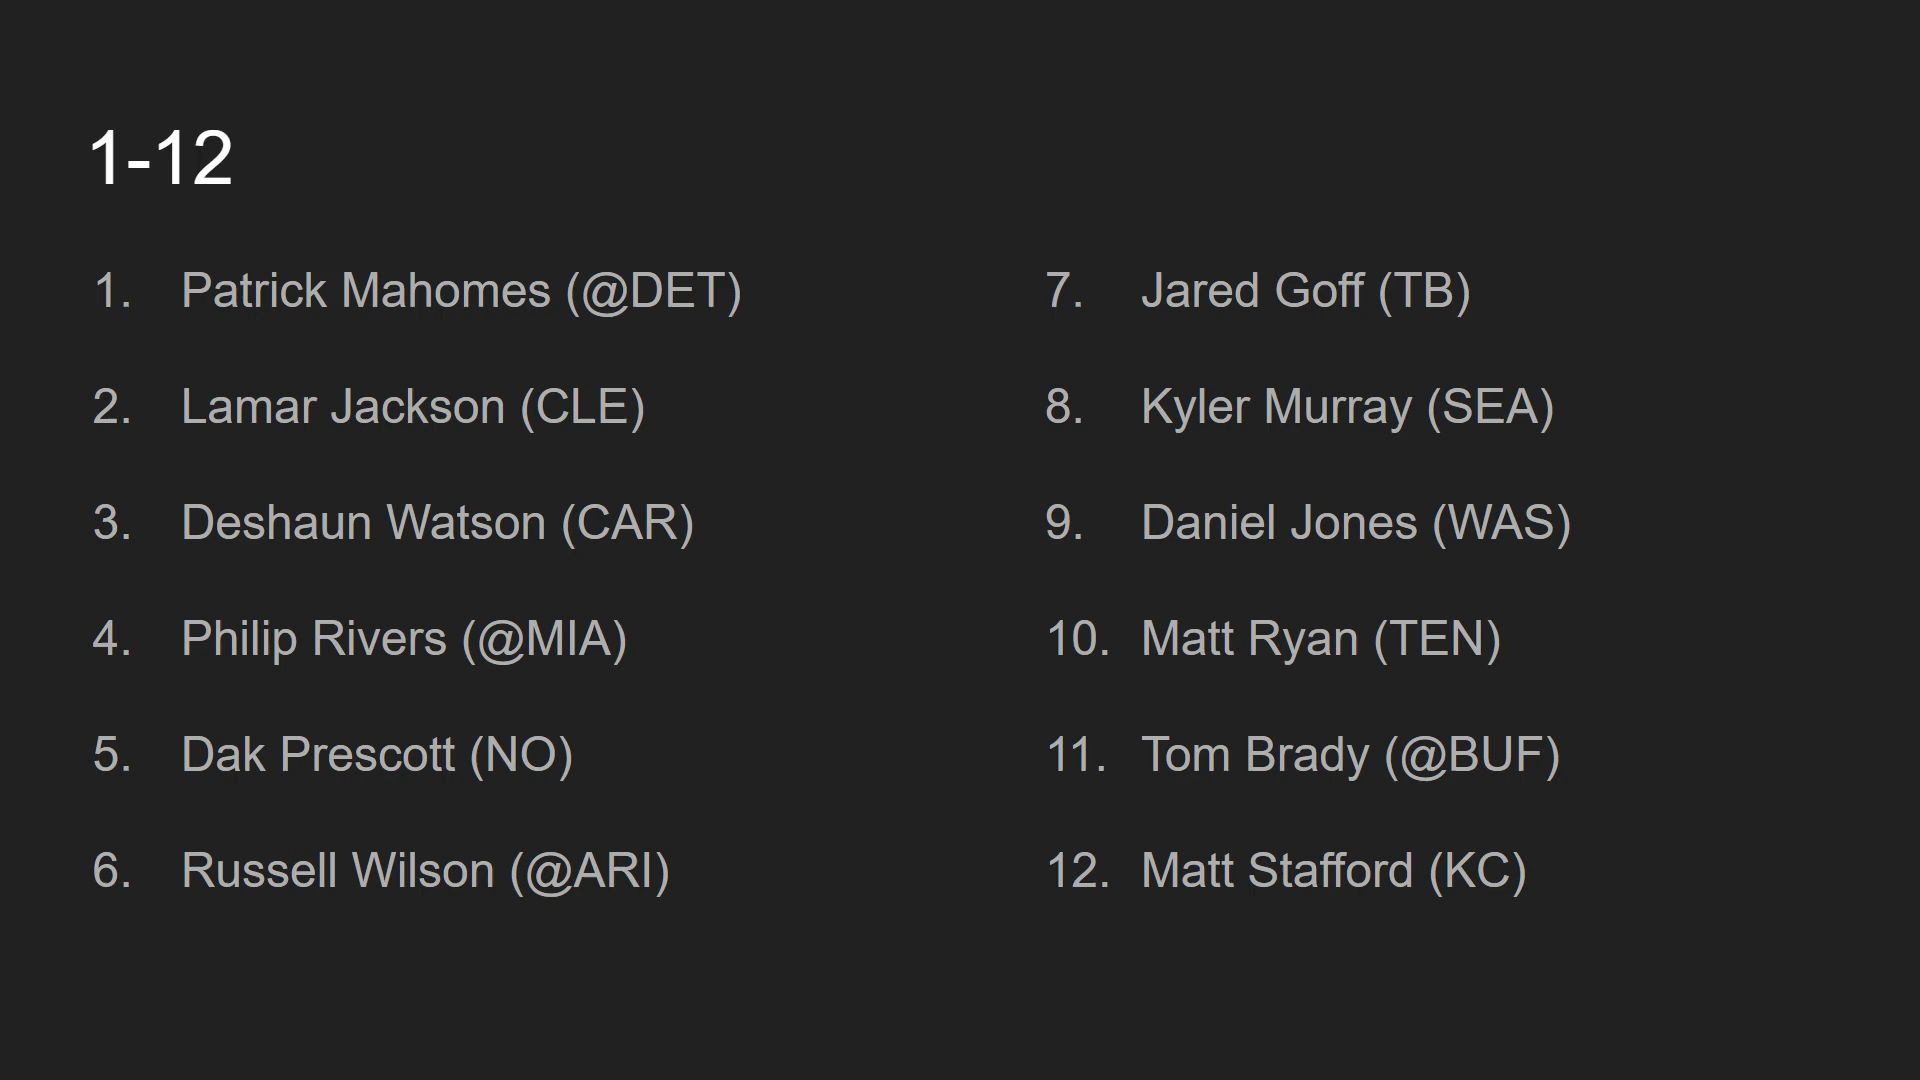 1-12
1. Patrick Mahomes (@DET)
2. Lamar Jackson (CLE)
3. Deshaun Watson (CAR)
4. Philip Rivers (@MIA)
5. Dak Prescott (NO)
6. Russell Wilson (@ARI)
7. Jared Goff (TB)
8. Kyler Murray (SEA)
9. Daniel Jones (WAS)
10. Matt Ryan (TEN)
11. Tom Brady (@BUF)
12. Matt Stafford (KC)